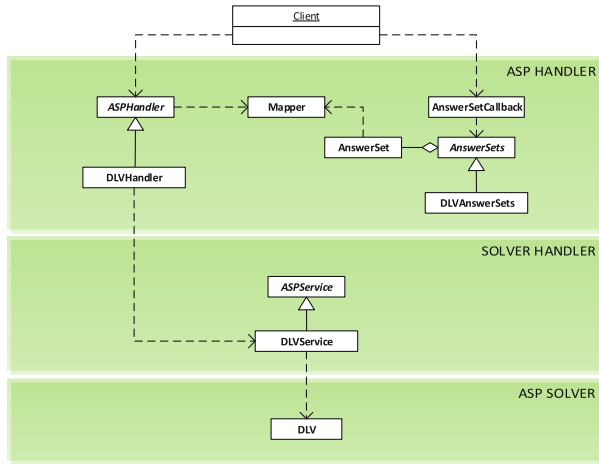 Client
ASP HANDLER
ASPHandler
Mapper
AnswerSetCallback
AnswerSet
AnswerSets
DLVHandler
DLVAnswerSets
SOLVER HANDLER
ASPService
DLVService
ASP SOLVER
DLV